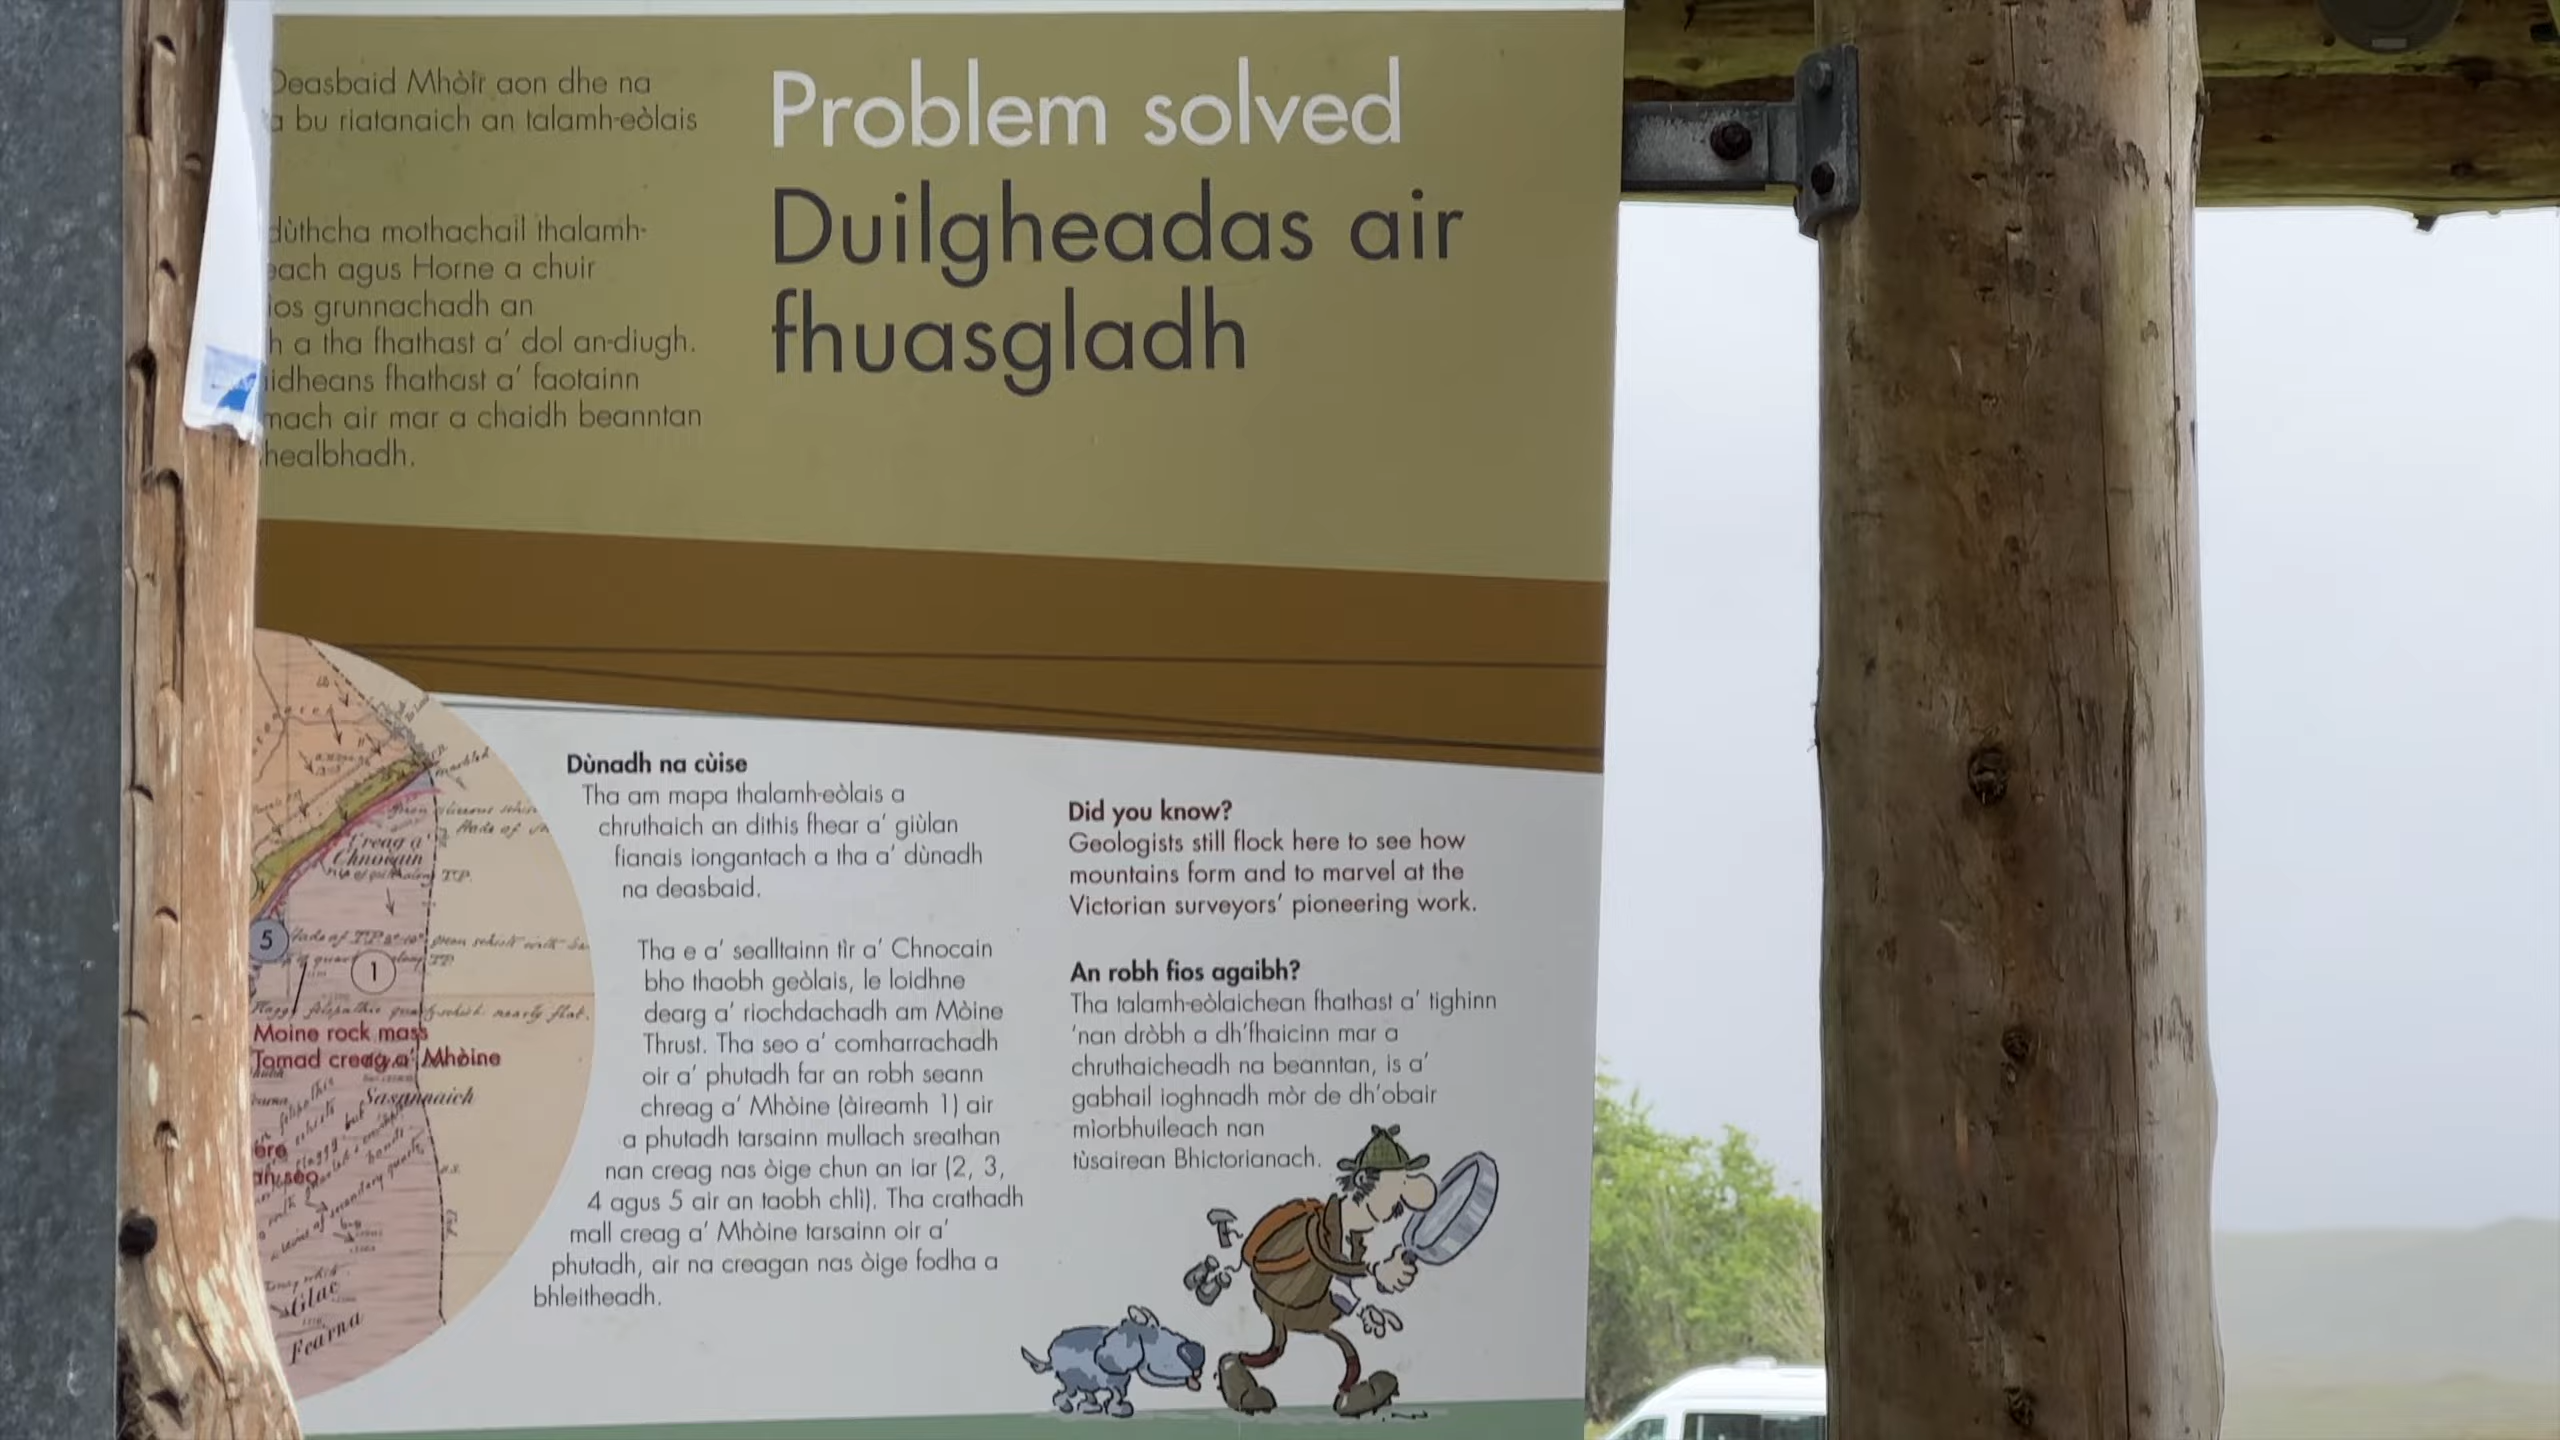 Deasbaid Mhòir aon dhe na
a bu riatanaich an talamh-eòlais
dùthcha mothachail thalamh-
each agus Horne a chuir
ios grunnachadh an
h a tha fhathast a' dol an-diugh.
idheans fhathast a' faotainn
mach air mar a chaidh beanntan
healbhadh.
Problem solved
Duilgheadas air
fhuasgladh
Creag a'
Chnocain
5
1
Moine rock mass
Tomad creag a' Mhòine
Sasunnaich
ere
an seo
Glac
Fearna
Dùnadh na cùise
Tha am mapa thalamh-eòlais a
chruthaich an dithis fhear a' giùlan
fianais iongantach a tha a' dùnadh
na deasbaid.
Tha e a' sealltainn tìr a' Chnocain
bho thaobh geòlais, le loidhne
dearg a' riochdachadh am Mòine
Thrust. Tha seo a' comharrachadh
oir a' phutadh far an robh seann
chreag a' Mhòine (àireamh 1) air
a phutadh tarsainn mullach sreathan
nan creag nas òige chun an iar (2, 3,
4 agus 5 air an taobh chlì). Tha crathadh
mall creag a' Mhòine tarsainn oir a'
phutadh, air na creagan nas òige fodha a
bhleitheadh.
Did you know?
Geologists still flock here to see how
mountains form and to marvel at the
Victorian surveyors' pioneering work.
An robh fios agaibh?
Tha talamh-eòlaichean fhathast a' tighinn
'nan dròbh a dh'fhaicinn mar a
chruthaicheadh na beanntan, is a'
gabhail ioghnadh mòr de dh'obair
mìorbhuileach nan
tùsairean Bhictorianach.